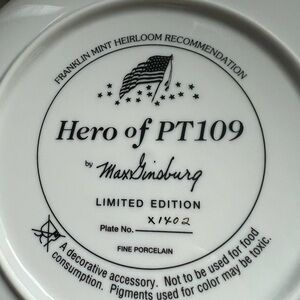 FRANKLIN MINT HEIRLOOM RECOMMENDATION
Hero of PT109
by Max Ginsburg
LIMITED EDITION
X1402
Plate No.
FINE PORCELAIN
A decorative accessory. Not to be used for food
consumption. Pigments used for color may be toxic.